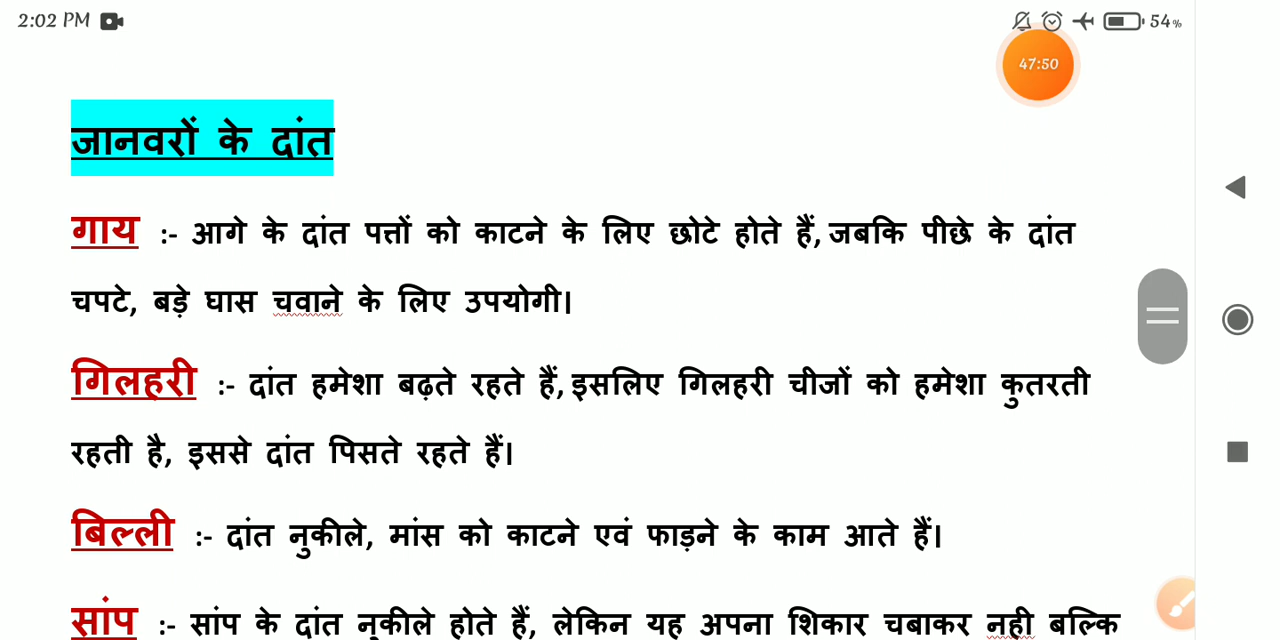 2:02 PM
54%
47:50
जानवरों के दांत
गाय :- आगे के दांत पत्तों को काटने के लिए छोटे होते हैं, जबकि पीछे के दांत
चपटे, बड़े घास चवाने के लिए उपयोगी।
गिलहरी :- दांत हमेशा बढ़ते रहते हैं, इसलिए गिलहरी चीजों को हमेशा कुतरती
रहती है, इससे दांत पिसते रहते हैं।
बिल्ली :- दांत नुकीले, मांस को काटने एवं फाड़ने के काम आते हैं।
सांप :- सांप के दांत नुकीले होते हैं, लेकिन यह अपना शिकार चबाकर नही बल्कि